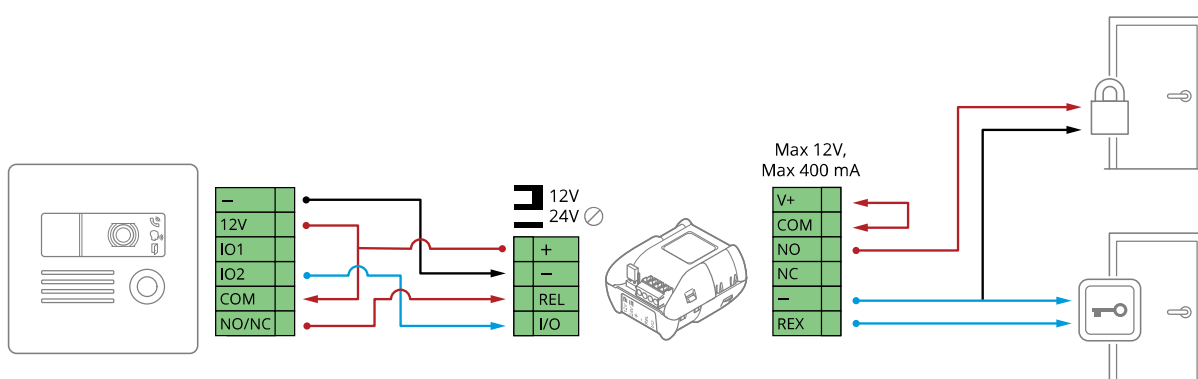 –
12V
IO1
IO2
COM
NO/NC
12V
24V
+
–
REL
I/O
Max 12V,
Max 400 mA
V+
COM
NO
NC
–
REX